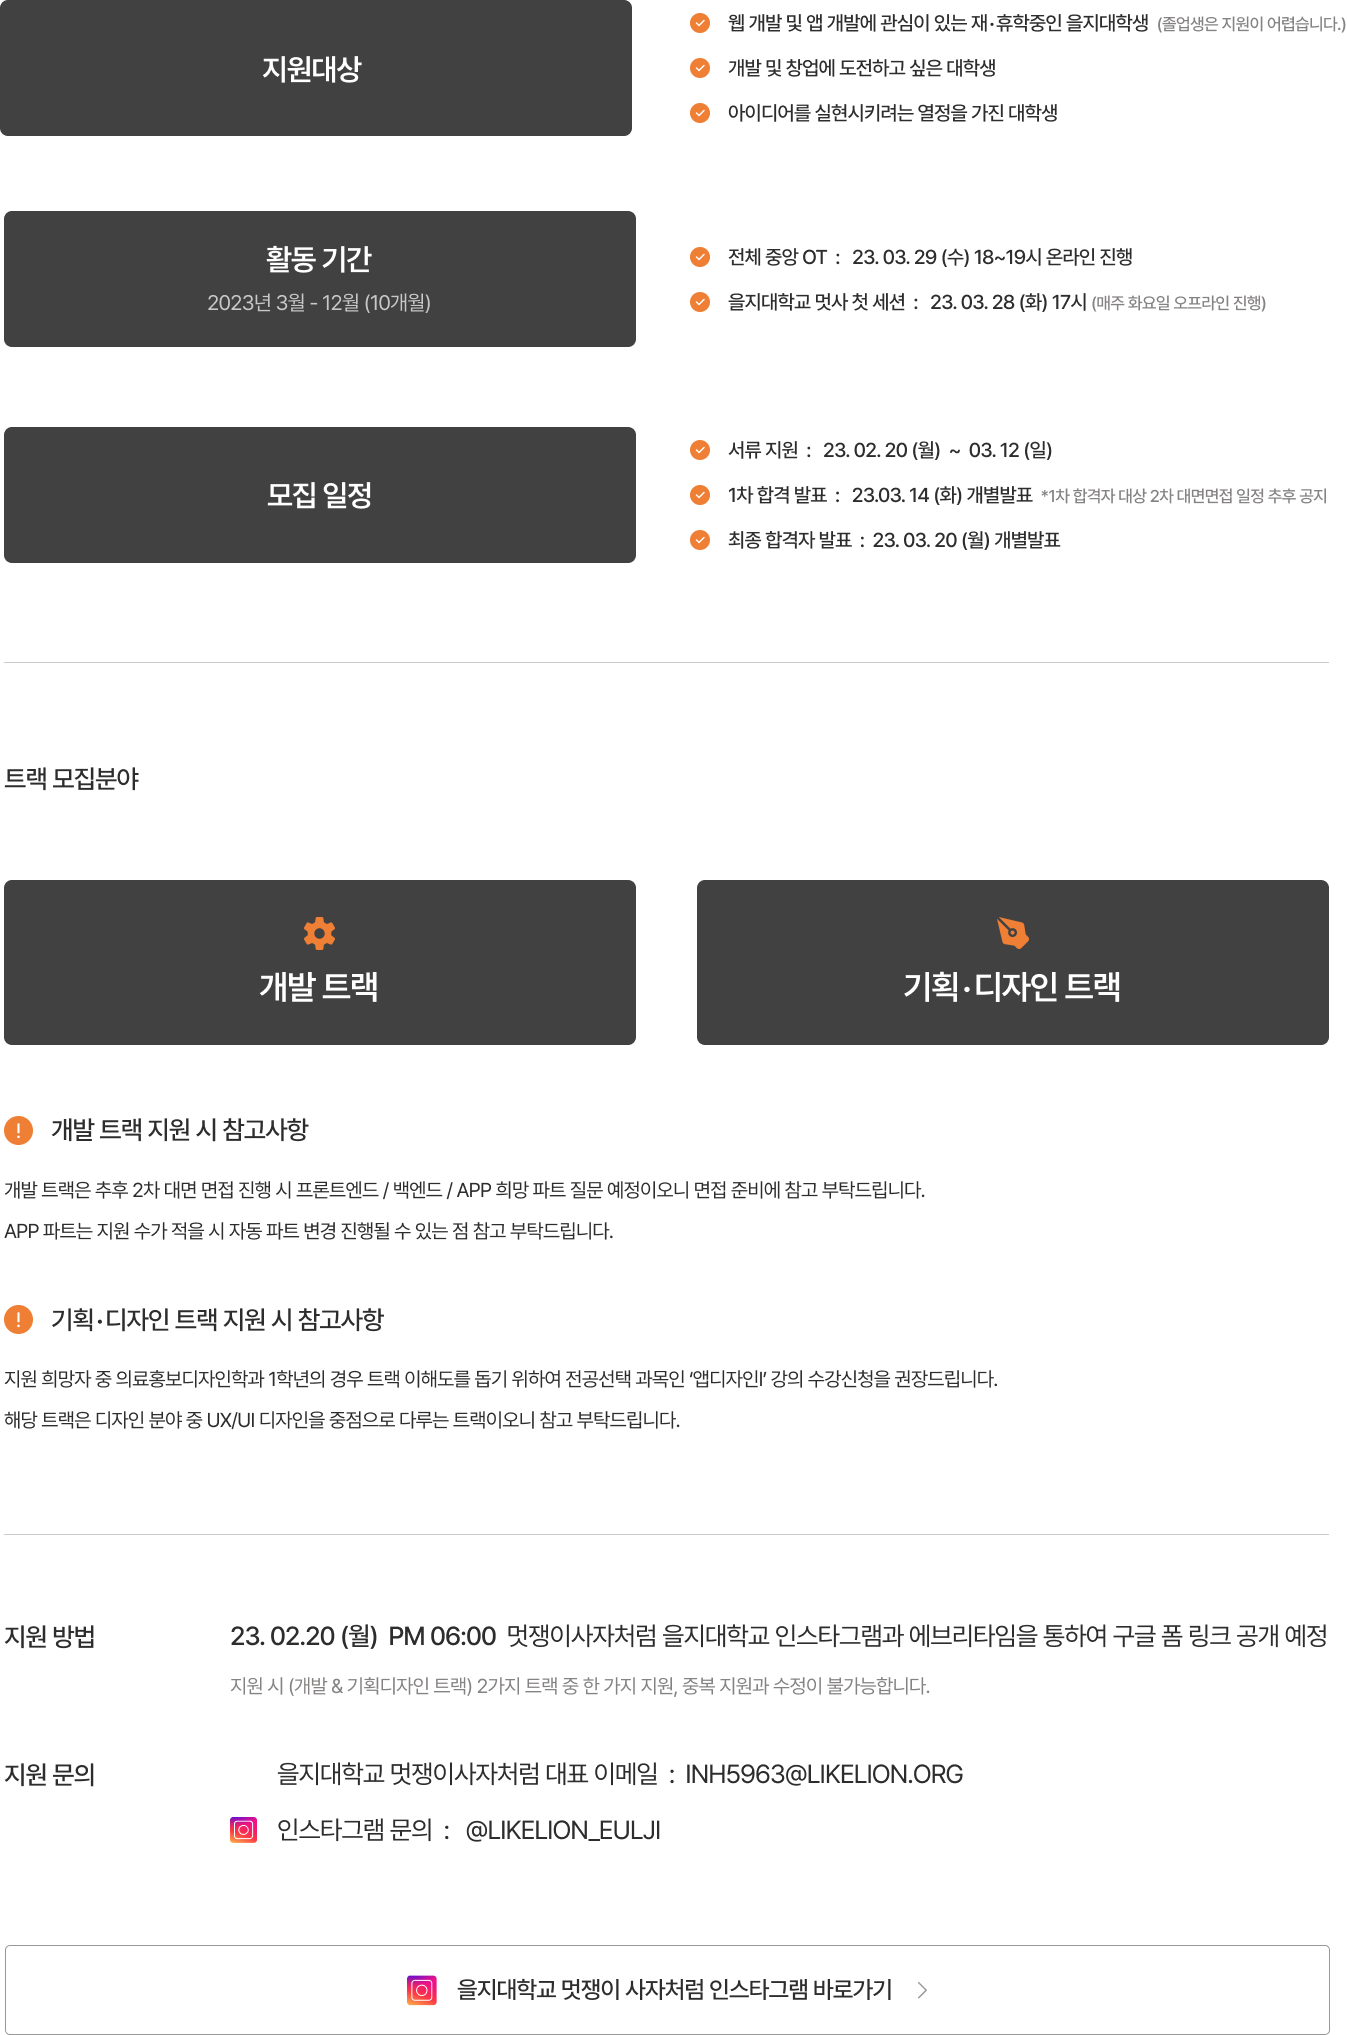 지원대상
웹 개발 및 앱 개발에 관심이 있는 재·휴학중인 을지대학생 (졸업생은 지원이 어렵습니다.)
개발 및 창업에 도전하고 싶은 대학생
아이디어를 실현시키려는 열정을 가진 대학생
활동 기간
2023년 3월 - 12월 (10개월)
전체 중앙 OT : 23. 03. 29 (수) 18~19시 온라인 진행
을지대학교 멋사 첫 세션 : 23. 03. 28 (화) 17시 (매주 화요일 오프라인 진행)
모집 일정
서류 지원 : 23. 02. 20 (월) ~ 03. 12 (일)
1차 합격 발표 : 23.03. 14 (화) 개별발표 *1차 합격자 대상 2차 대면면접 일정 추후 공지
최종 합격자 발표 : 23. 03. 20 (월) 개별발표
트랙 모집분야
개발 트랙
기획·디자인 트랙
개발 트랙 지원 시 참고사항
개발 트랙은 추후 2차 대면 면접 진행 시 프론트엔드 / 백엔드 / APP 희망 파트 질문 예정이오니 면접 준비에 참고 부탁드립니다.
APP 파트는 지원 수가 적을 시 자동 파트 변경 진행될 수 있는 점 참고 부탁드립니다.
기획·디자인 트랙 지원 시 참고사항
지원 희망자 중 의료홍보디자인학과 1학년의 경우 트랙 이해도를 돕기 위하여 전공선택 과목인 ‘앱디자인I’ 강의 수강신청을 권장드립니다.
해당 트랙은 디자인 분야 중 UX/UI 디자인을 중점으로 다루는 트랙이오니 참고 부탁드립니다.
지원 방법
23. 02.20 (월) PM 06:00 멋쟁이사자처럼 을지대학교 인스타그램과 에브리타임을 통하여 구글 폼 링크 공개 예정
지원 시 (개발 & 기획디자인 트랙) 2가지 트랙 중 한 가지 지원, 중복 지원과 수정이 불가능합니다.
지원 문의
을지대학교 멋쟁이사자처럼 대표 이메일 : INH5963@LIKELION.ORG
인스타그램 문의 : @LIKELION_EULJI
을지대학교 멋쟁이 사자처럼 인스타그램 바로가기